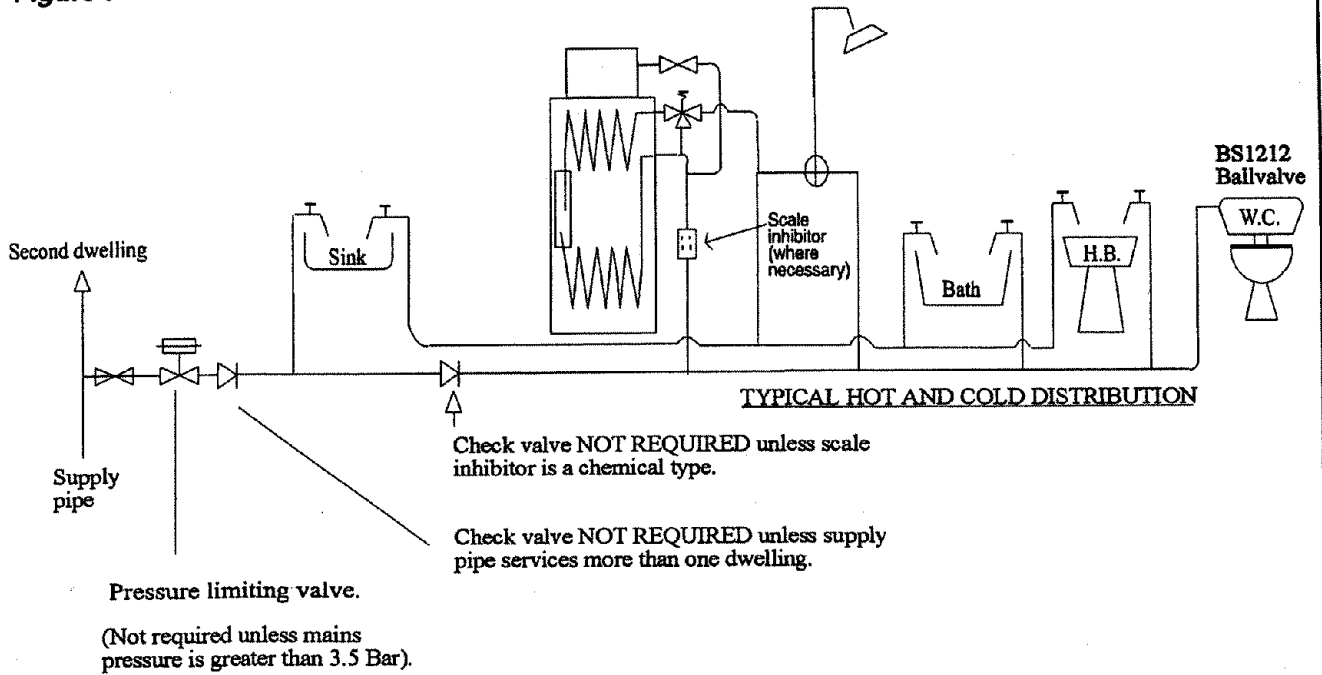 BS1212
Ballvalve
W.C.
Scale
inhibitor
(where
necessary)
Second dwelling
Sink
H.B.
Bath
TYPICAL HOT AND COLD DISTRIBUTION
Supply
pipe
Check valve NOT REQUIRED unless scale
inhibitor is a chemical type.
Check valve NOT REQUIRED unless supply
pipe services more than one dwelling.
Pressure limiting valve.
(Not required unless mains
pressure is greater than 3.5 Bar).